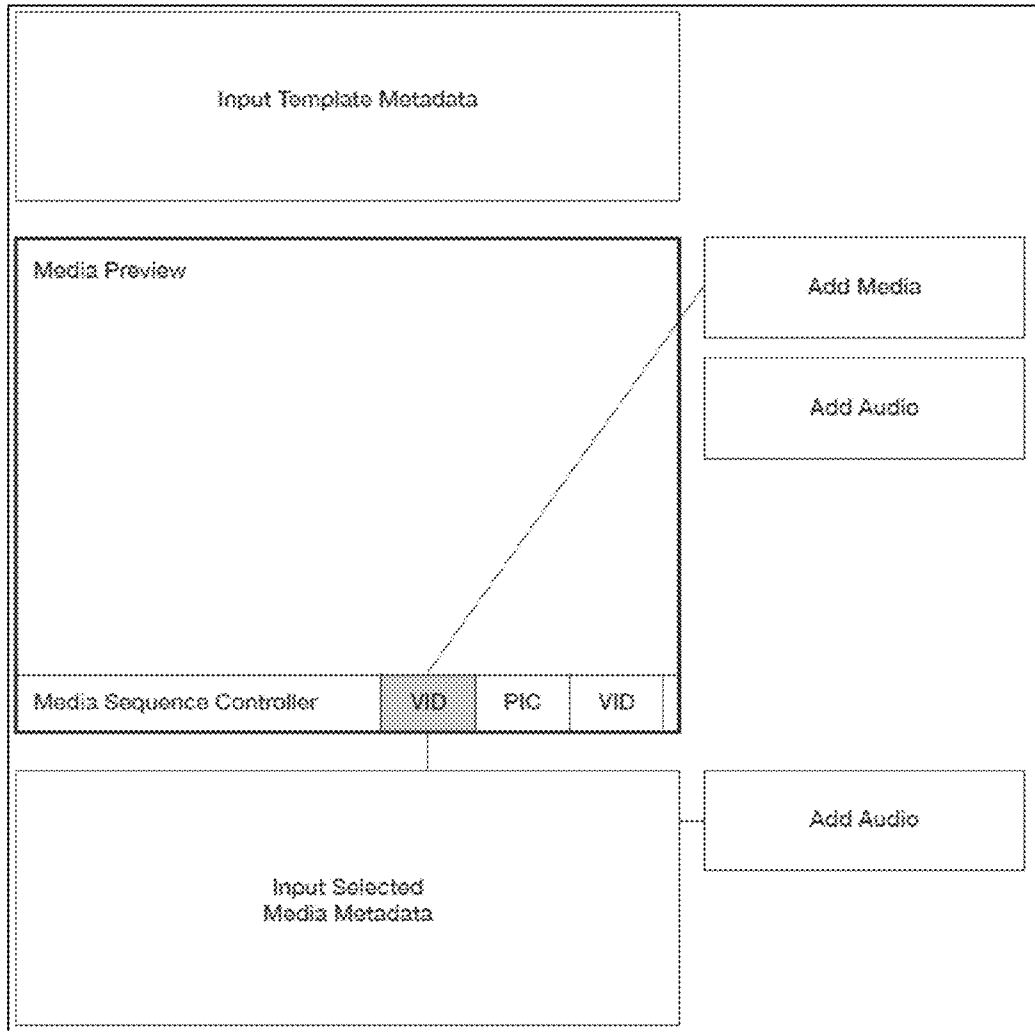 Input Template Metadata
Media Preview
Add Media
Add Audio
Media Sequence Controller
VID
PIC
VID
Add Audio
Input Selected
Media Metadata